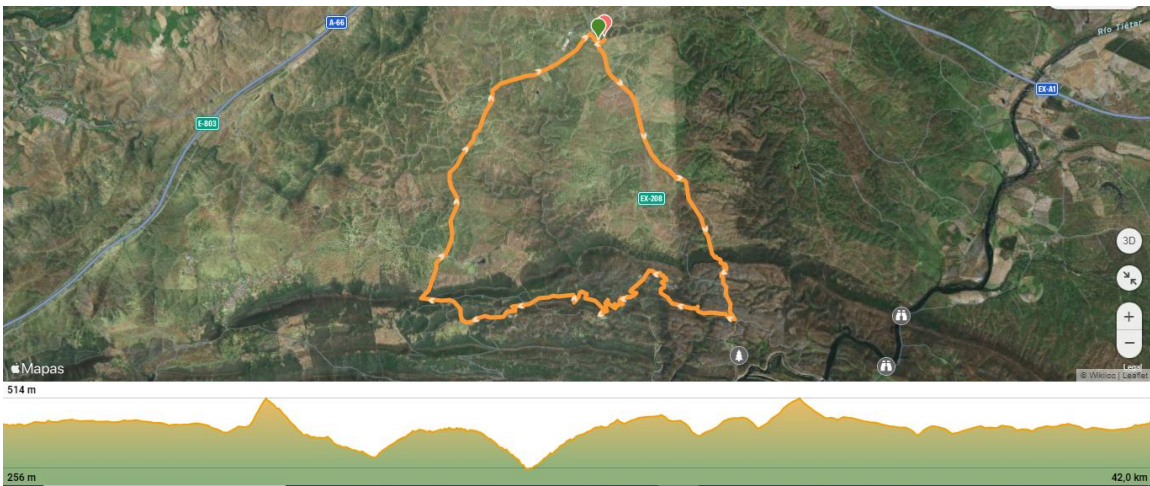 A-66
Río Tiétar
EX-A1
E-803
EX-208
3D
+
−
Mapas
Legal
© Wikiloc | Leaflet
514 m
256 m
42,0 km